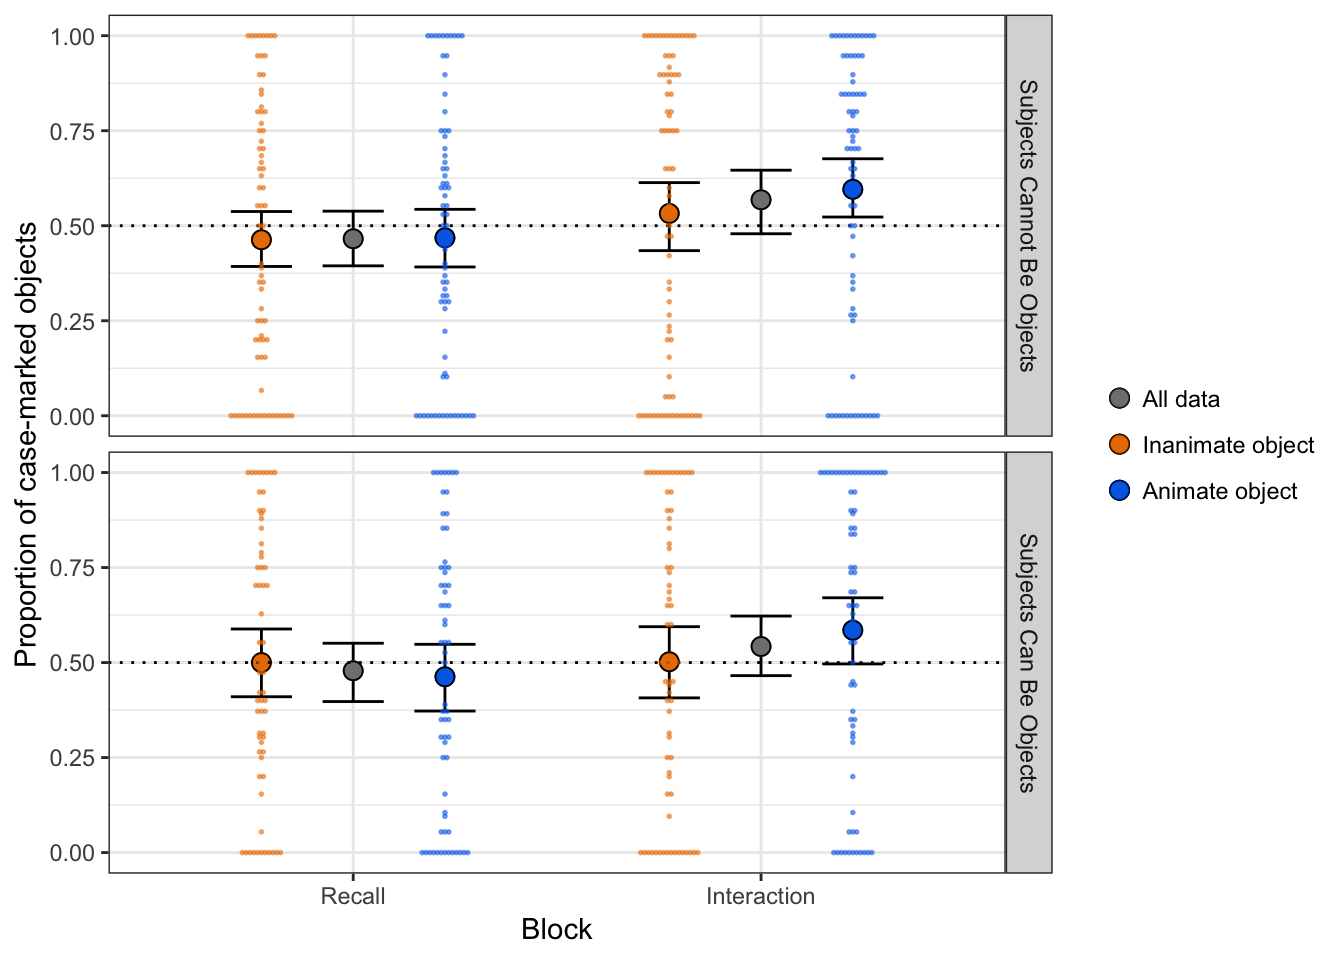 Proportion of case-marked objects
1.00
0.75
0.50
0.25
0.00
Subjects Cannot Be Objects
1.00
0.75
0.50
0.25
0.00
Subjects Can Be Objects
Recall
Interaction
Block
All data
Inanimate object
Animate object